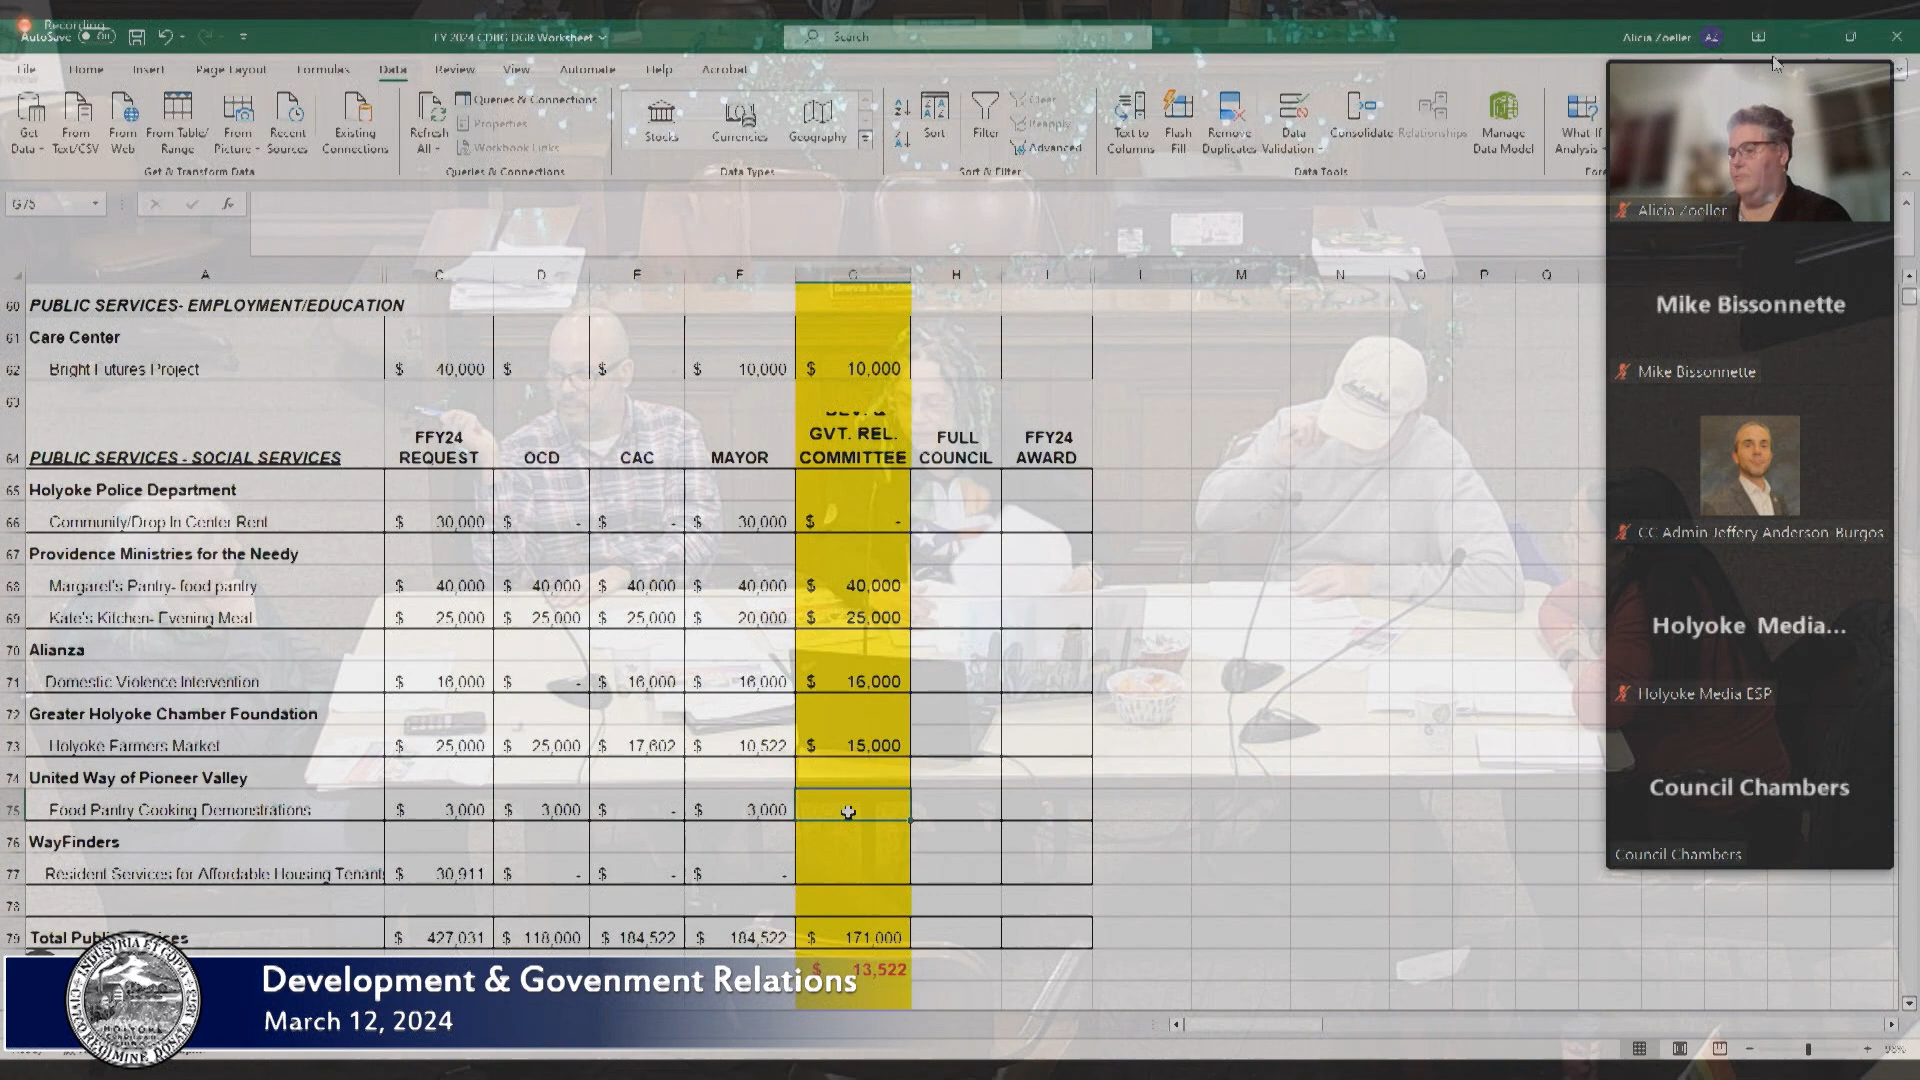 Recording
AutoSave Off
FY 2024 CDBG DGR Worksheet
Search
Alicia Zoeller AZ
File Home Insert Page Layout Formulas Data Review View Automate Help Acrobat
Get Data
From Text/CSV
From Web
From Table/ Range
From Picture
Recent Sources
Existing Connections
Get & Transform Data
Refresh All
Queries & Connections
Properties
Workbook Links
Queries & Connections
Stocks
Currencies
Geography
Data Types
Sort
Filter
Clear
Reapply
Advanced
Sort & Filter
Text to Columns
Flash Fill
Remove Duplicates
Data Validation
Consolidate
Relationships
Manage Data Model
Data Tools
What If Analysis
Fore
G75
fx
A C D E F G H I L M N O P Q
60 PUBLIC SERVICES- EMPLOYMENT/EDUCATION
61 Care Center
62 Bright Futures Project $ 40,000 $ $ - $ 10,000 $ 10,000
63
64 PUBLIC SERVICES - SOCIAL SERVICES FFY24 REQUEST OCD CAC MAYOR DEV. & GVT. REL. COMMITTEE FULL COUNCIL FFY24 AWARD
65 Holyoke Police Department
66 Community/Drop In Center Rent $ 30,000 $ - $ - $ 30,000 $ -
67 Providence Ministries for the Needy
68 Margaret's Pantry- food pantry $ 40,000 $ 40,000 $ 40,000 $ 40,000 $ 40,000
69 Kate's Kitchen- Evening Meal $ 25,000 $ 25,000 $ 25,000 $ 20,000 $ 25,000
70 Alianza
71 Domestic Violence Intervention $ 16,000 $ - $ 16,000 $ 16,000 $ 16,000
72 Greater Holyoke Chamber Foundation
73 Holyoke Farmers Market $ 25,000 $ 25,000 $ 17,602 $ 10,522 $ 15,000
74 United Way of Pioneer Valley
75 Food Pantry Cooking Demonstrations $ 3,000 $ 3,000 $ - $ 3,000
76 WayFinders
77 Resident Services for Affordable Housing Tenants $ 30,911 $ - $ - $ -
78
79 Total Public Services $ 427,031 $ 118,000 $ 184,522 $ 184,522 $ 171,000
$ 13,522
Alicia Zoeller
Mike Bissonnette
Mike Bissonnette
CC Admin Jeffery Anderson-Burgos
Holyoke Media...
Holyoke Media ESP
Council Chambers
Council Chambers
Development & Govenment Relations
March 12, 2024